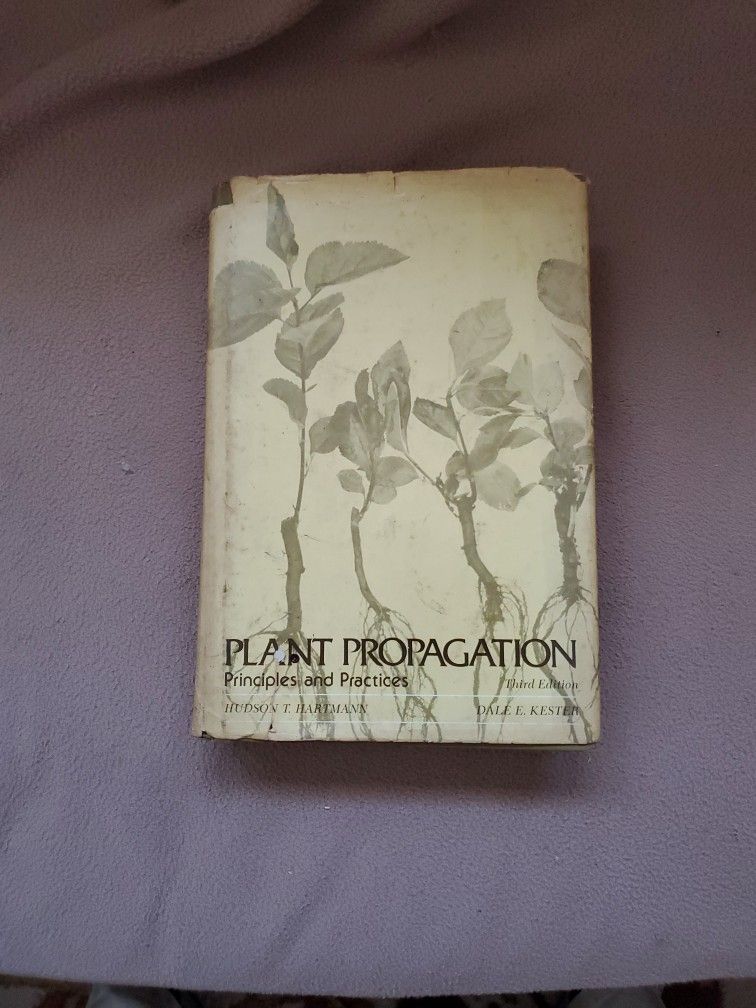 PLANT PROPAGATION
Principles and Practices Third Edition
HUDSON T. HARTMANN DALE E. KESTER